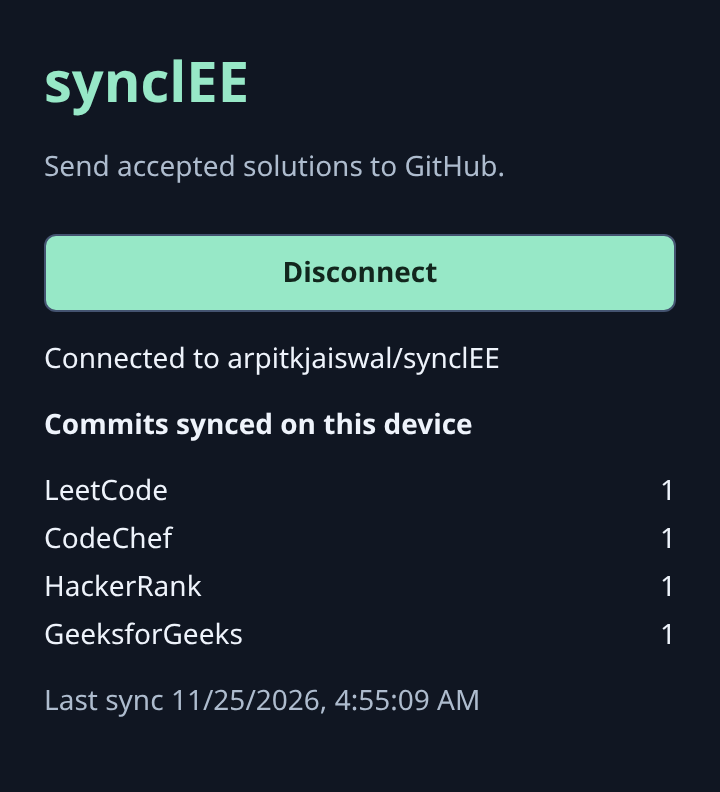 synclEE
Send accepted solutions to GitHub.
Disconnect
Connected to arpitkjaiswal/synclEE
Commits synced on this device
LeetCode 1
CodeChef 1
HackerRank 1
GeeksforGeeks 1
Last sync 11/25/2026, 4:55:09 AM